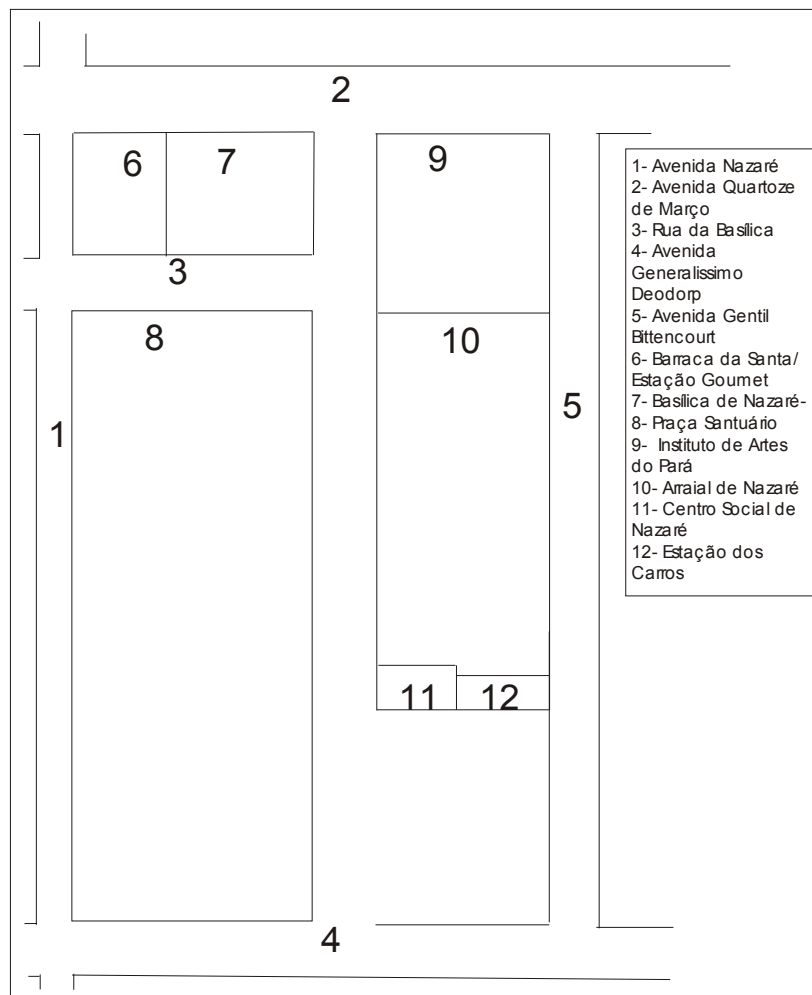 2
6
7
9
3
8
10
1
5
11
12
4
1- Avenida Nazaré
2- Avenida Quartoze
de Março
3- Rua da Basílica
4- Avenida
Generalissimo
Deodorp
5- Avenida Gentil
Bittencourt
6- Barraca da Santa/
Estação Goumet
7- Basílica de Nazaré-
8- Praça Santuário
9- Instituto de Artes
do Pará
10- Arraial de Nazaré
11- Centro Social de
Nazaré
12- Estação dos
Carros